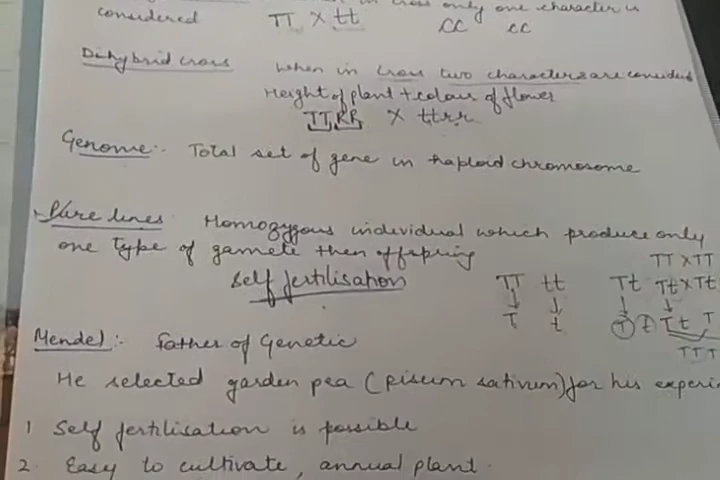 in cross only one character is
considered TT X tt CC CC
Dihybrid cross when in cross two characters are considered
Height of plant + colour of flower
TTRR X ttrr
Genome:- Total set of gene in haploid chromosome
Pure lines Homozygous individual which produce only
one type of gamete then offspring
TT X TT
Self fertilisation TT tt Tt Tt X Tt
T t T t T t T
TTT
Mendel:- Father of Genetic
He selected garden pea (pisum sativum) for his experi
1 Self fertilisation is possible
2. Easy to cultivate, annual plant.